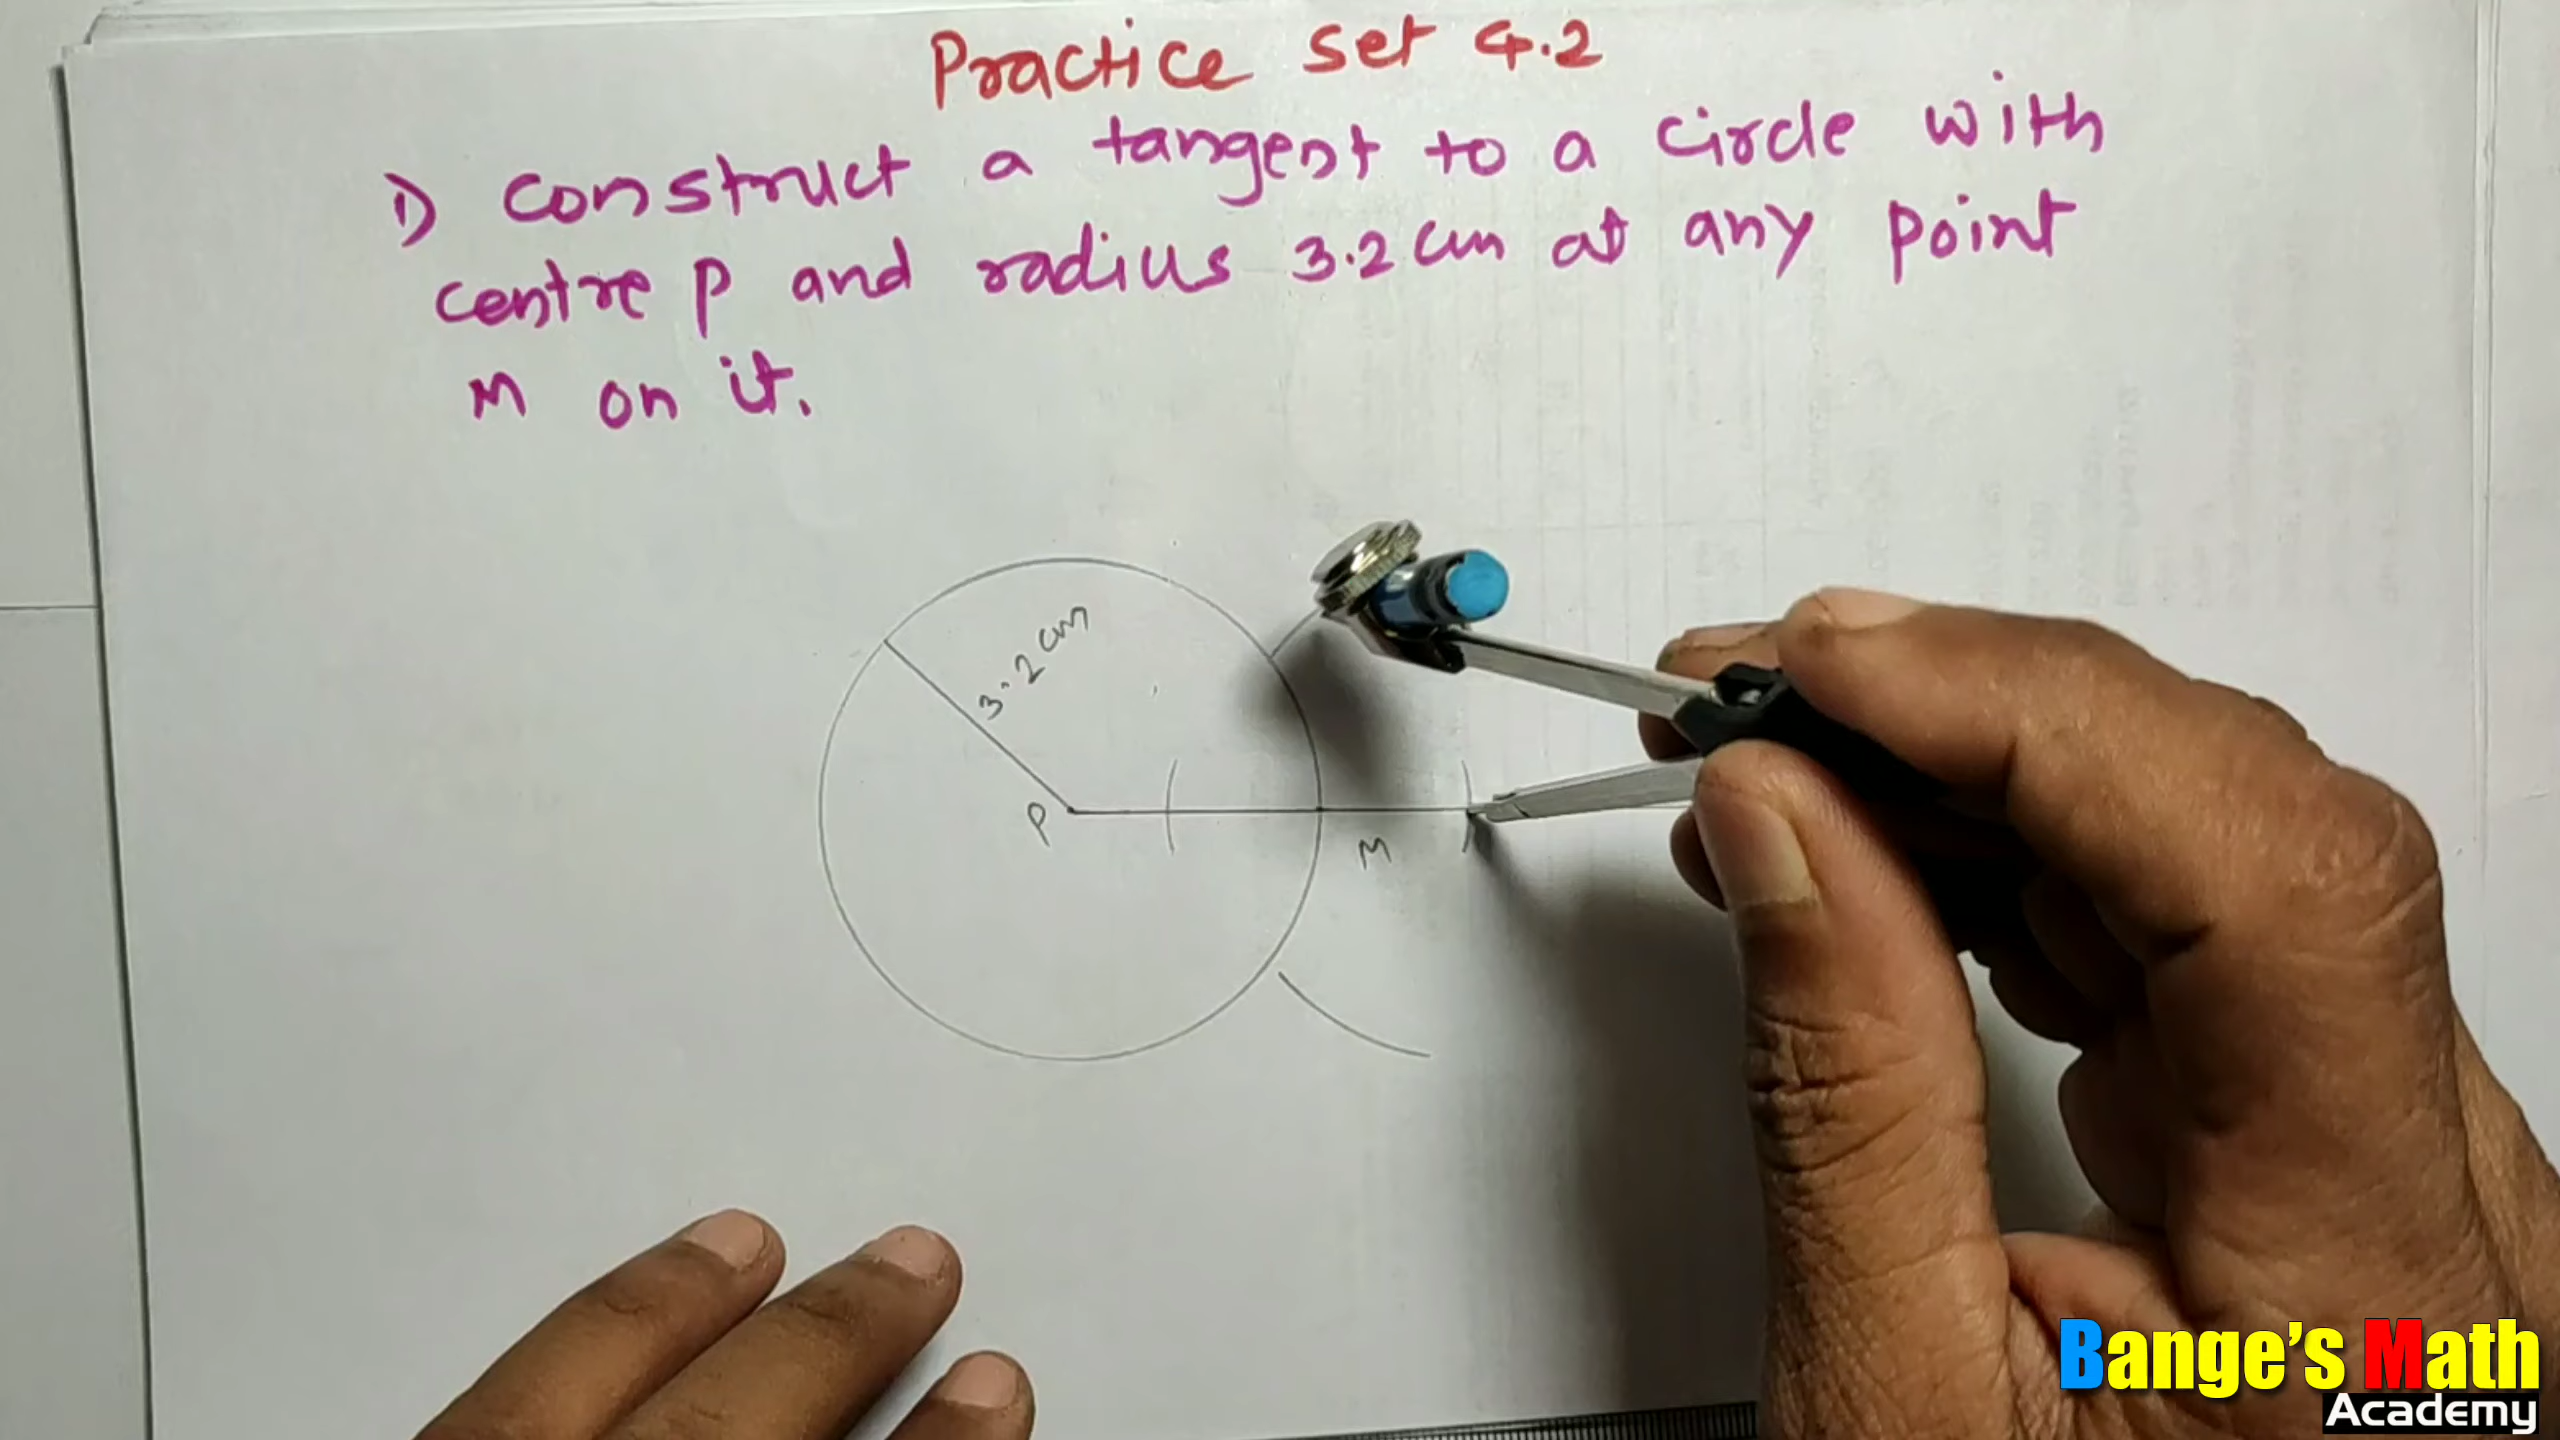 Practice Set 4.2
1) Construct a tangent to a circle with
centre P and radius 3.2 cm at any point
M on it.
3.2 cm
P
M
Bange's Math
Academy